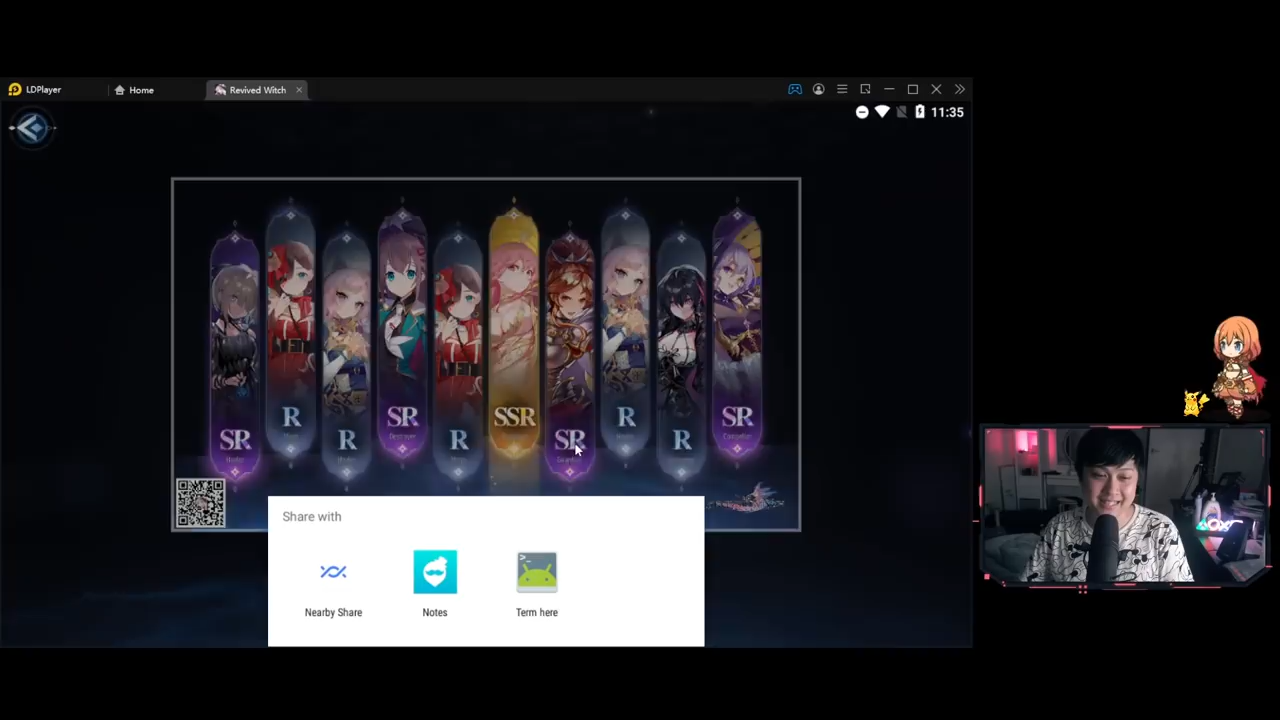 LDPlayer
Home
Revived Witch
11:35
SR
R
R
SR
R
SSR
SR
R
R
SR
Share with
Nearby Share
Notes
Term here